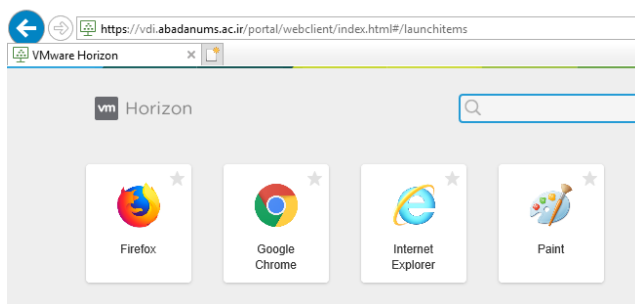 https://vdi.abadanums.ac.ir/portal/webclient/index.html#/launchitems
VMware Horizon
vm Horizon
Firefox
Google
Chrome
Internet
Explorer
Paint